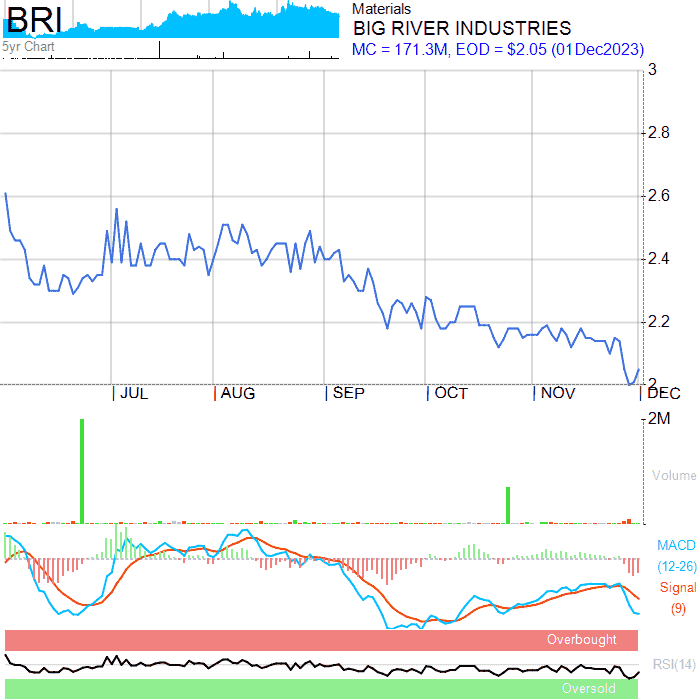 BRI
5yr Chart
Materials
BIG RIVER INDUSTRIES
MC = 171.3M, EOD = $2.05 (01Dec2023)
3
2.8
2.6
2.4
2.2
2
JUL AUG SEP OCT NOV DEC
2M
Volume
MACD
(12-26)
Signal
(9)
Overbought
RSI(14)
Oversold